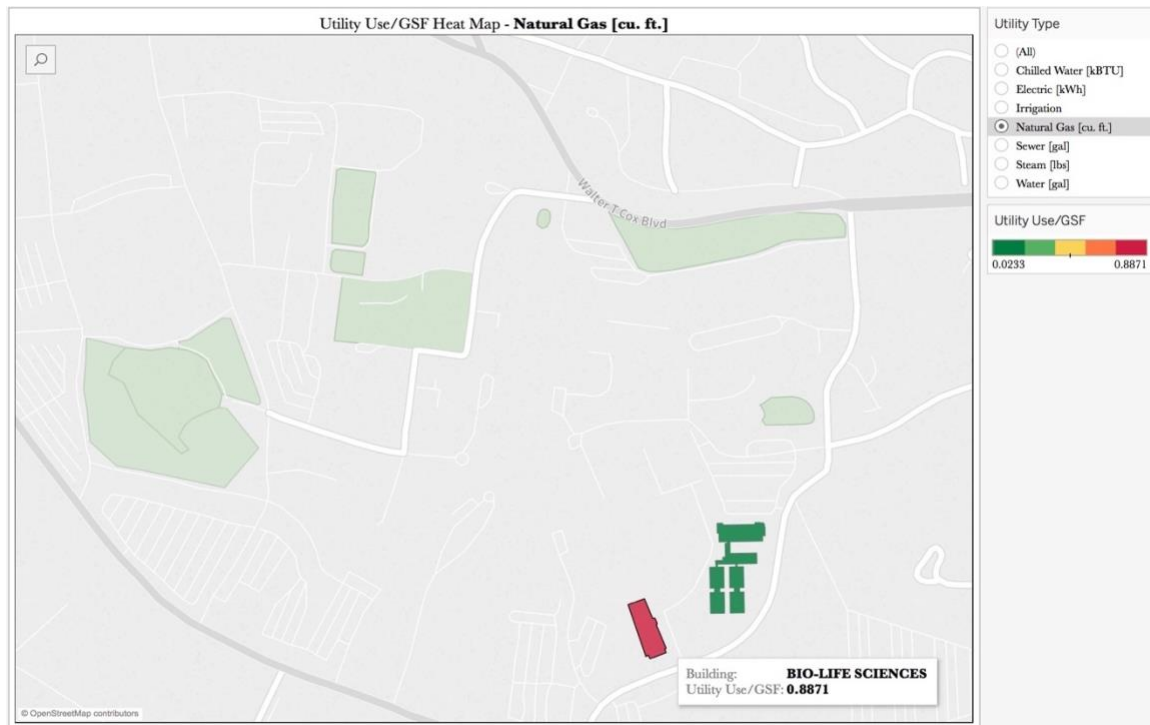 Utility Use/GSF Heat Map - Natural Gas [cu. ft.]
Walter T Cox Blvd
Building: BIO-LIFE SCIENCES
Utility Use/GSF: 0.8871
© OpenStreetMap contributors
Utility Type
(All)
Chilled Water [kBTU]
Electric [kWh]
Irrigation
Natural Gas [cu. ft.]
Sewer [gal]
Steam [lbs]
Water [gal]
Utility Use/GSF
0.0233 0.8871